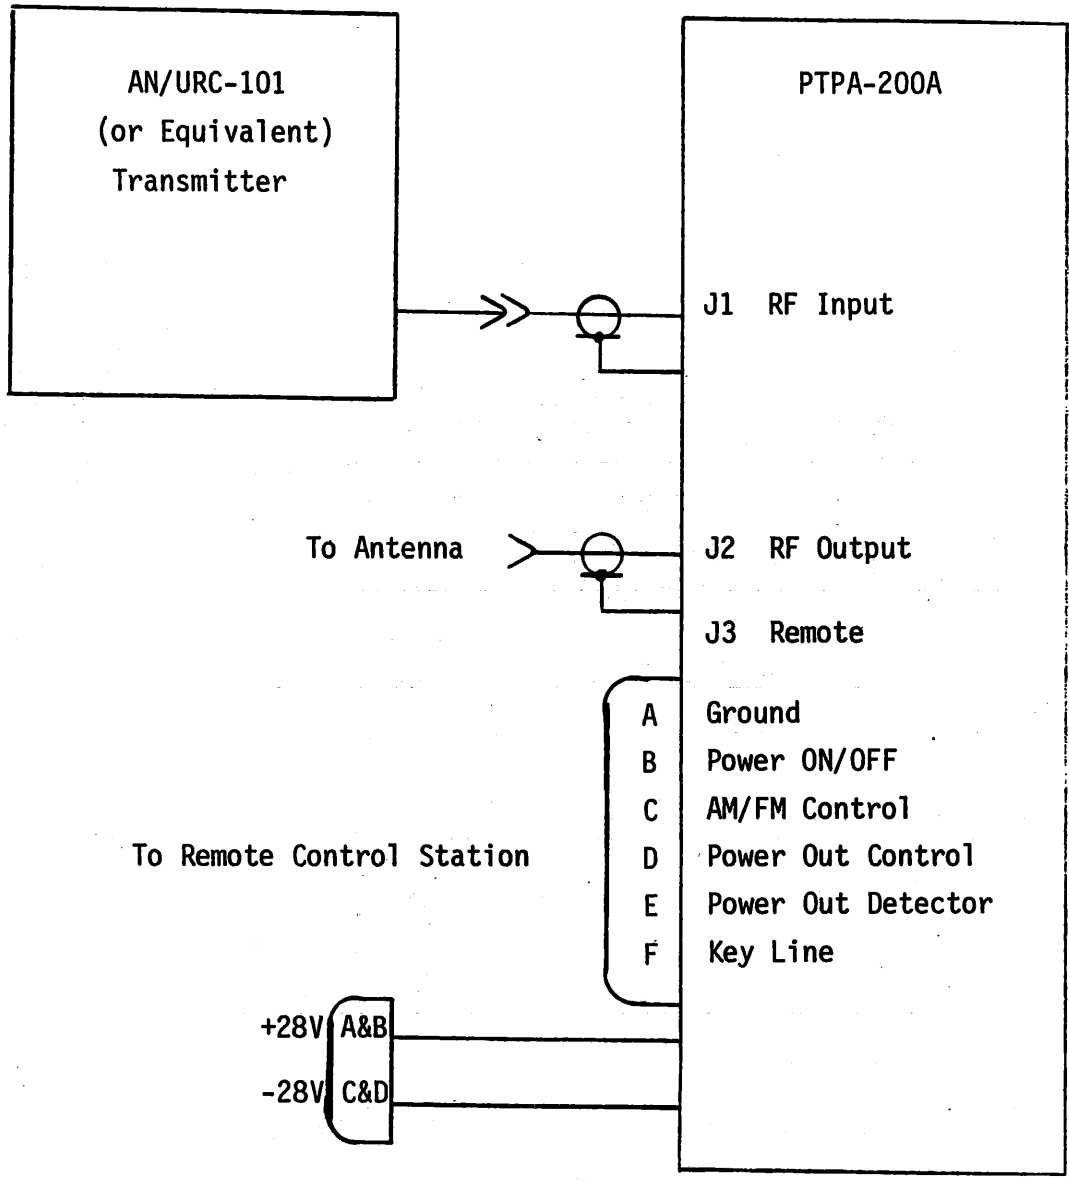 AN/URC-101
(or Equivalent)
Transmitter
PTPA-200A
J1 RF Input
To Antenna
J2 RF Output
J3 Remote
A Ground
B Power ON/OFF
C AM/FM Control
To Remote Control Station
D Power Out Control
E Power Out Detector
F Key Line
+28V A&B
-28V C&D